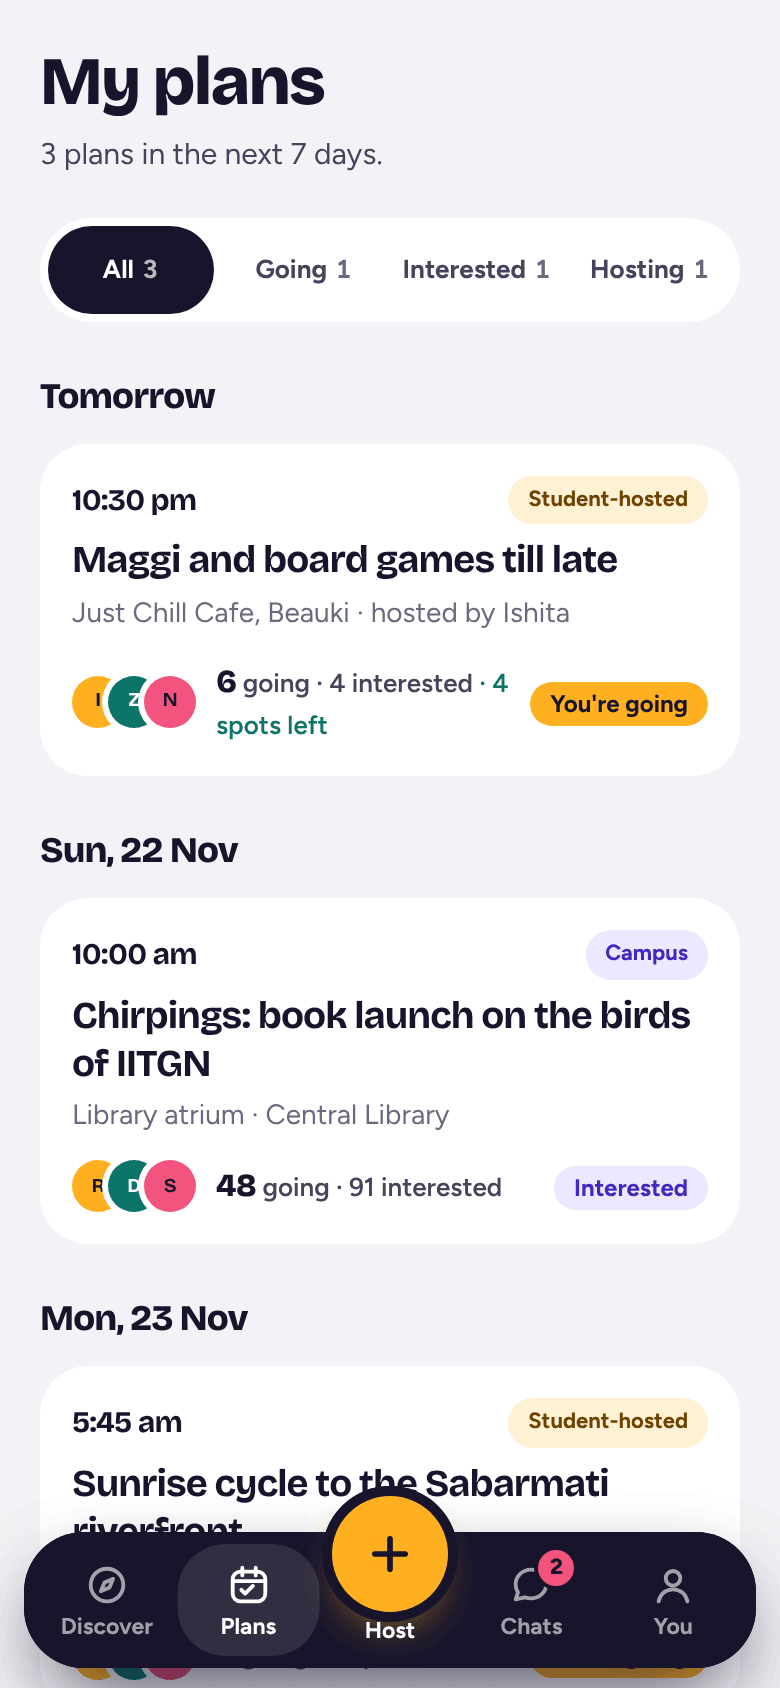 My plans
3 plans in the next 7 days.
All 3
Going 1
Interested 1
Hosting 1
Tomorrow
10:30 pm
Student-hosted
Maggi and board games till late
Just Chill Cafe, Beauki · hosted by Ishita
I
Z
N
6 going · 4 interested · 4
spots left
You're going
Sun, 22 Nov
10:00 am
Campus
Chirpings: book launch on the birds
of IITGN
Library atrium · Central Library
R
D
S
48 going · 91 interested
Interested
Mon, 23 Nov
5:45 am
Student-hosted
Sunrise cycle to the Sabarmati
riverfront
Discover
Plans
Host
2
Chats
You